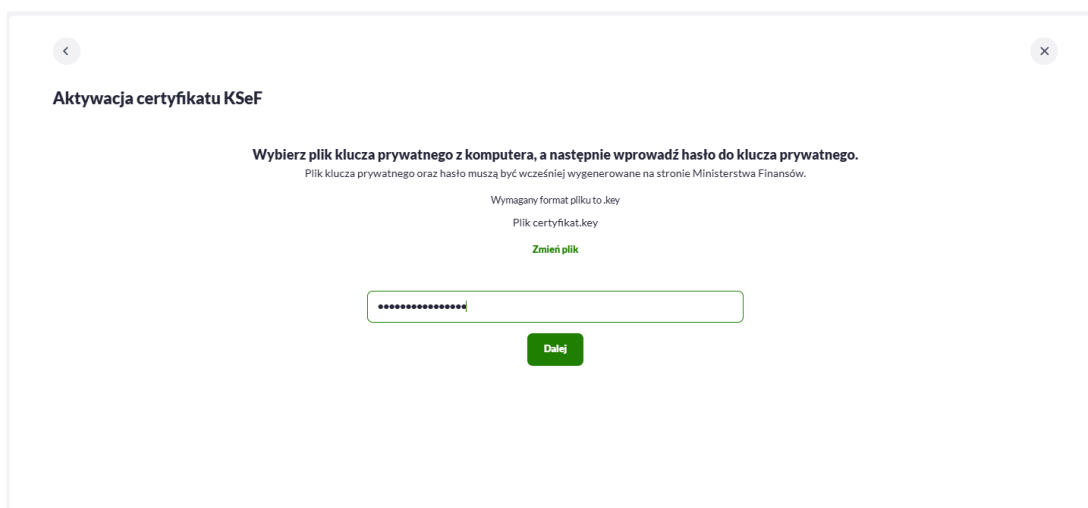 Aktywacja certyfikatu KSeF
Wybierz plik klucza prywatnego z komputera, a następnie wprowadź hasło do klucza prywatnego.
Plik klucza prywatnego oraz hasło muszą być wcześniej wygenerowane na stronie Ministerstwa Finansów.
Wymagany format pliku to .key
Plik certyfikat.key
Zmień plik
••••••••••••••••
Dalej